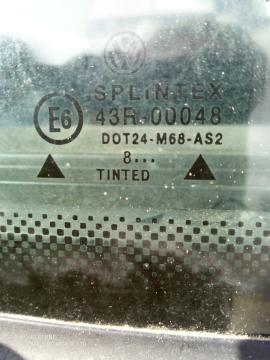 SPLiNTEX
E6 43R-00048
DOT24-M68-AS2
8...
TINTED